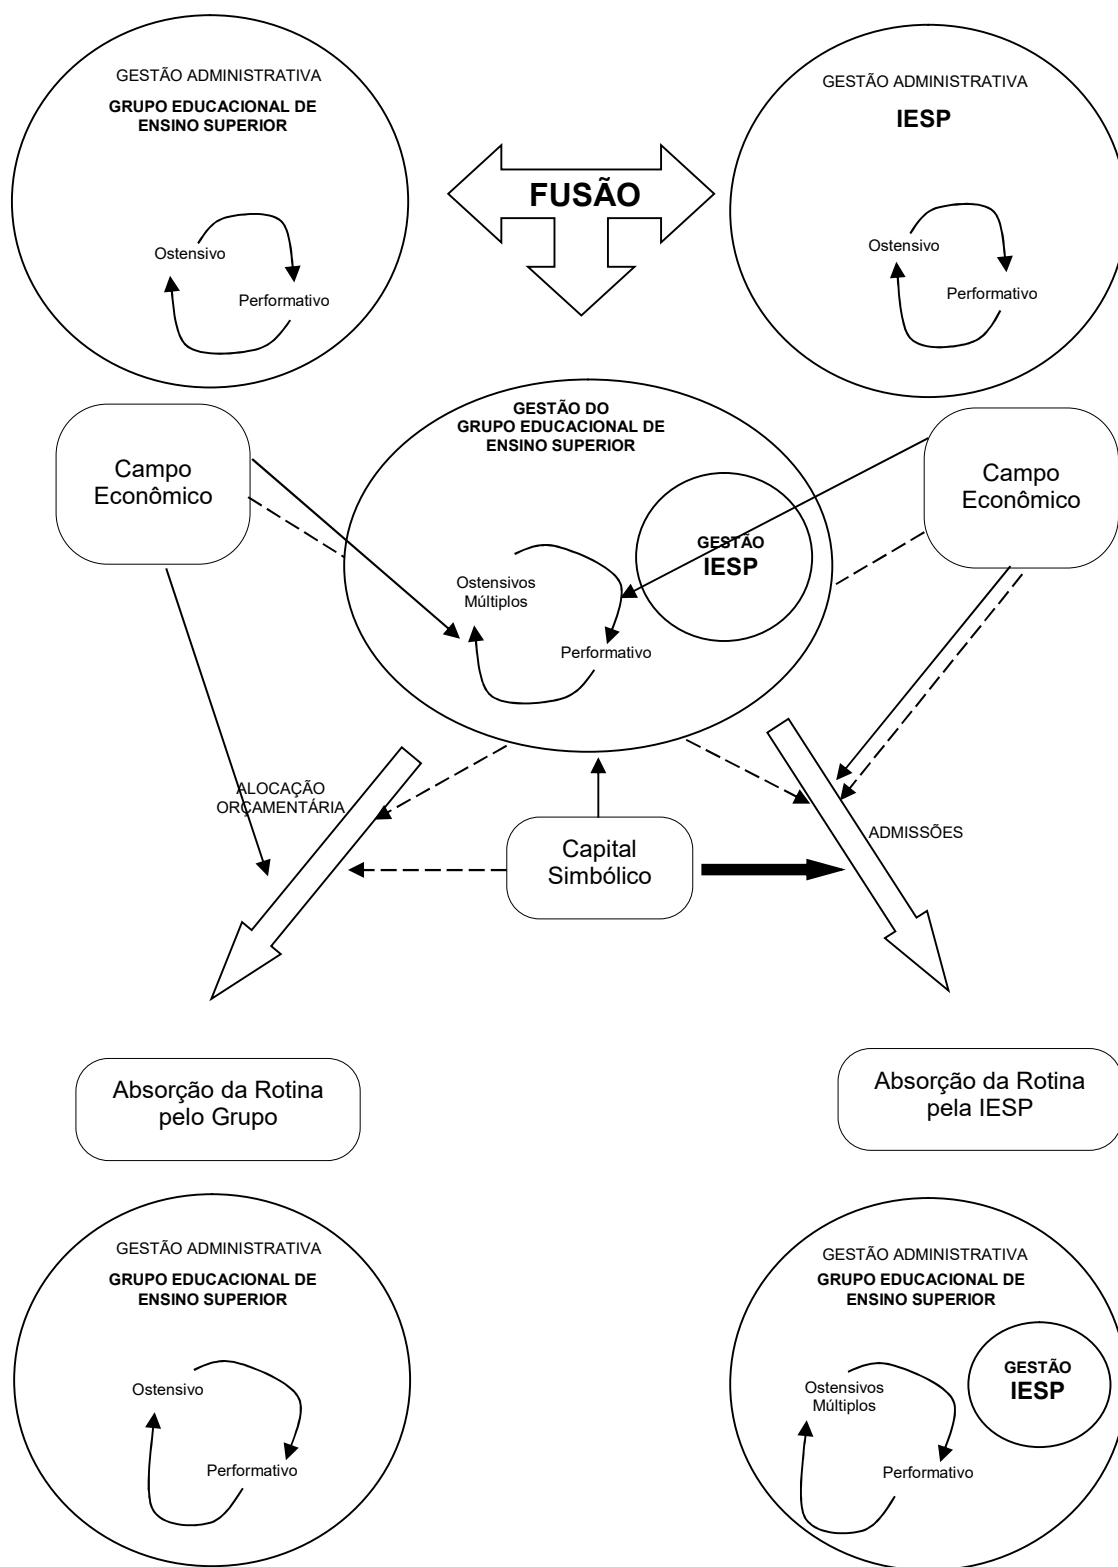 GESTÃO ADMINISTRATIVA
GRUPO EDUCACIONAL DE
ENSINO SUPERIOR
Ostensivo
Performativo
FUSÃO
GESTÃO ADMINISTRATIVA
IESP
Ostensivo
Performativo
Campo
Econômico
GESTÃO DO
GRUPO EDUCACIONAL DE
ENSINO SUPERIOR
GESTÃO
IESP
Ostensivos
Múltiplos
Performativo
Campo
Econômico
ALOCAÇÃO
ORÇAMENTÁRIA
Capital
Simbólico
ADMISSÕES
Absorção da Rotina
pelo Grupo
Absorção da Rotina
pela IESP
GESTÃO ADMINISTRATIVA
GRUPO EDUCACIONAL DE
ENSINO SUPERIOR
Ostensivo
Performativo
GESTÃO ADMINISTRATIVA
GRUPO EDUCACIONAL DE
ENSINO SUPERIOR
GESTÃO
IESP
Ostensivos
Múltiplos
Performativo